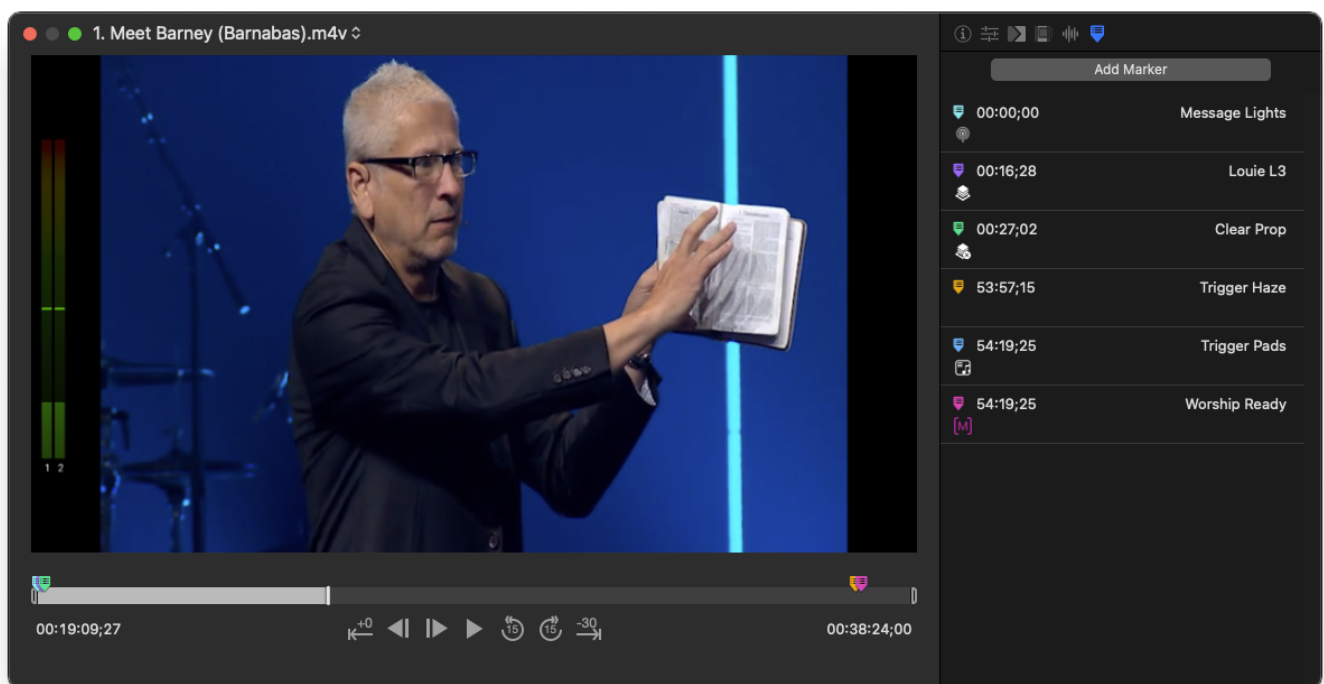 1. Meet Barney (Barnabas).m4v
Add Marker
00:00;00 Message Lights
00:16;28 Louie L3
00:27;02 Clear Prop
53:57;15 Trigger Haze
54:19;25 Trigger Pads
54:19;25 Worship Ready
[M]
1 2
00:19:09;27
+0
15
15
-30
00:38:24;00